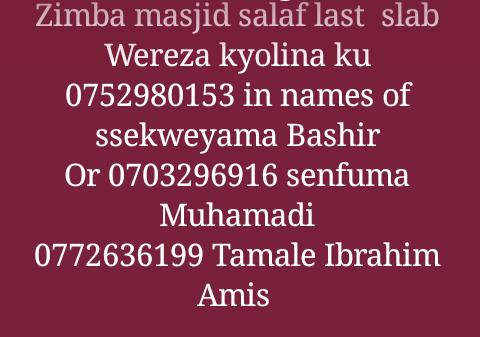 Zimba masjid salaf last slab
Wereza kyolina ku
0752980153 in names of
ssekweyama Bashir
Or 0703296916 senfuma
Muhamadi
0772636199 Tamale Ibrahim
Amis